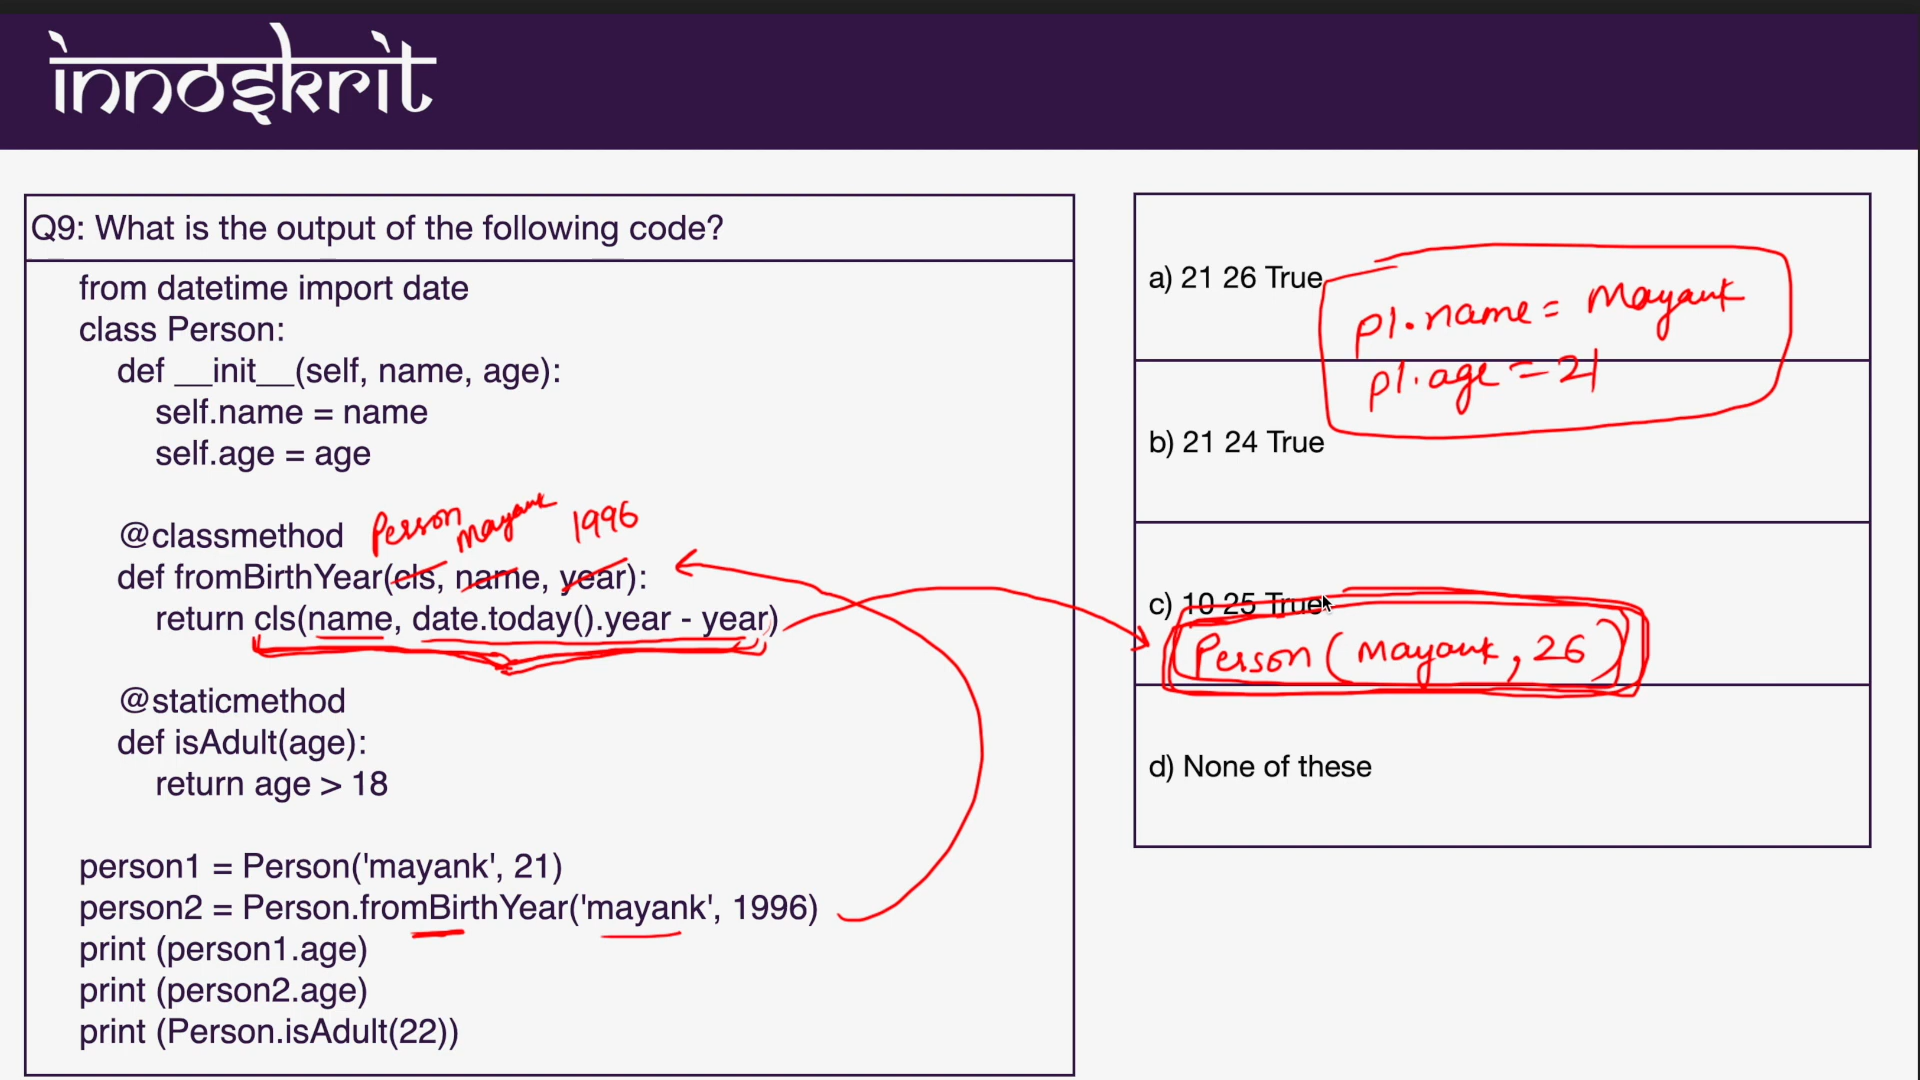 innoskrit
Q9: What is the output of the following code?
from datetime import date
class Person:
def __init__(self, name, age):
self.name = name
self.age = age
@classmethod
Person mayank 1996
def fromBirthYear(cls, name, year):
return cls(name, date.today().year - year)
@staticmethod
def isAdult(age):
return age > 18
person1 = Person('mayank', 21)
person2 = Person.fromBirthYear('mayank', 1996)
print (person1.age)
print (person2.age)
print (Person.isAdult(22))
a) 21 26 True
p1.name = Mayank
p1.age = 21
b) 21 24 True
c) 10 25 True
Person (Mayank, 26)
d) None of these